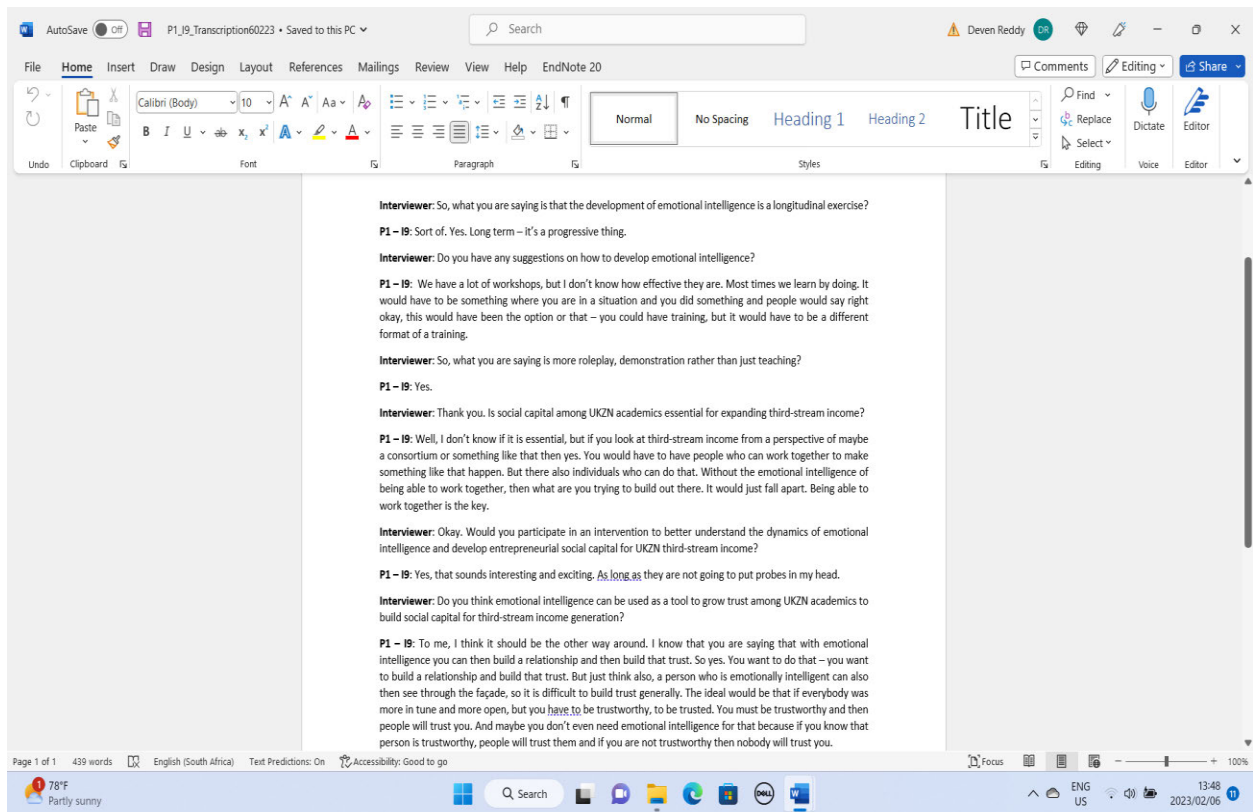 AutoSave Off P1_I9_Transcription60223 • Saved to this PC Search Deven Reddy DR
File Home Insert Draw Design Layout References Mailings Review View Help EndNote 20 Comments Editing Share
Paste Calibri (Body) 10 A A Aa A Normal No Spacing Heading 1 Heading 2 Title Find
Replace
Select
Dictate Editor
B I U ab x₂ x² A A
Undo Clipboard Font Paragraph Styles Editing Voice Editor
Interviewer: So, what you are saying is that the development of emotional intelligence is a longitudinal exercise?
P1 – I9: Sort of. Yes. Long term – it's a progressive thing.
Interviewer: Do you have any suggestions on how to develop emotional intelligence?
P1 – I9: We have a lot of workshops, but I don't know how effective they are. Most times we learn by doing. It
would have to be something where you are in a situation and you did something and people would say right
okay, this would have been the option or that – you could have training, but it would have to be a different
format of a training.
Interviewer: So, what you are saying is more roleplay, demonstration rather than just teaching?
P1 – I9: Yes.
Interviewer: Thank you. Is social capital among UKZN academics essential for expanding third-stream income?
P1 – I9: Well, I don't know if it is essential, but if you look at third-stream income from a perspective of maybe
a consortium or something like that then yes. You would have to have people who can work together to make
something like that happen. But there also individuals who can do that. Without the emotional intelligence of
being able to work together, then what are you trying to build out there. It would just fall apart. Being able to
work together is the key.
Interviewer: Okay. Would you participate in an intervention to better understand the dynamics of emotional
intelligence and develop entrepreneurial social capital for UKZN third-stream income?
P1 – I9: Yes, that sounds interesting and exciting. As long as they are not going to put probes in my head.
Interviewer: Do you think emotional intelligence can be used as a tool to grow trust among UKZN academics to
build social capital for third-stream income generation?
P1 – I9: To me, I think it should be the other way around. I know that you are saying that with emotional
intelligence you can then build a relationship and then build that trust. So yes. You want to do that – you want
to build a relationship and build that trust. But just think also, a person who is emotionally intelligent can also
then see through the façade, so it is difficult to build trust generally. The ideal would be that if everybody was
more in tune and more open, but you have to be trustworthy, to be trusted. You must be trustworthy and then
people will trust you. And maybe you don't even need emotional intelligence for that because if you know that
person is trustworthy, people will trust them and if you are not trustworthy then nobody will trust you.
Page 1 of 1 439 words English (South Africa) Text Predictions: On Accessibility: Good to go Focus 100%
1 78°F
Partly sunny
Search DELL
ENG
US
13:48
2023/02/06
11